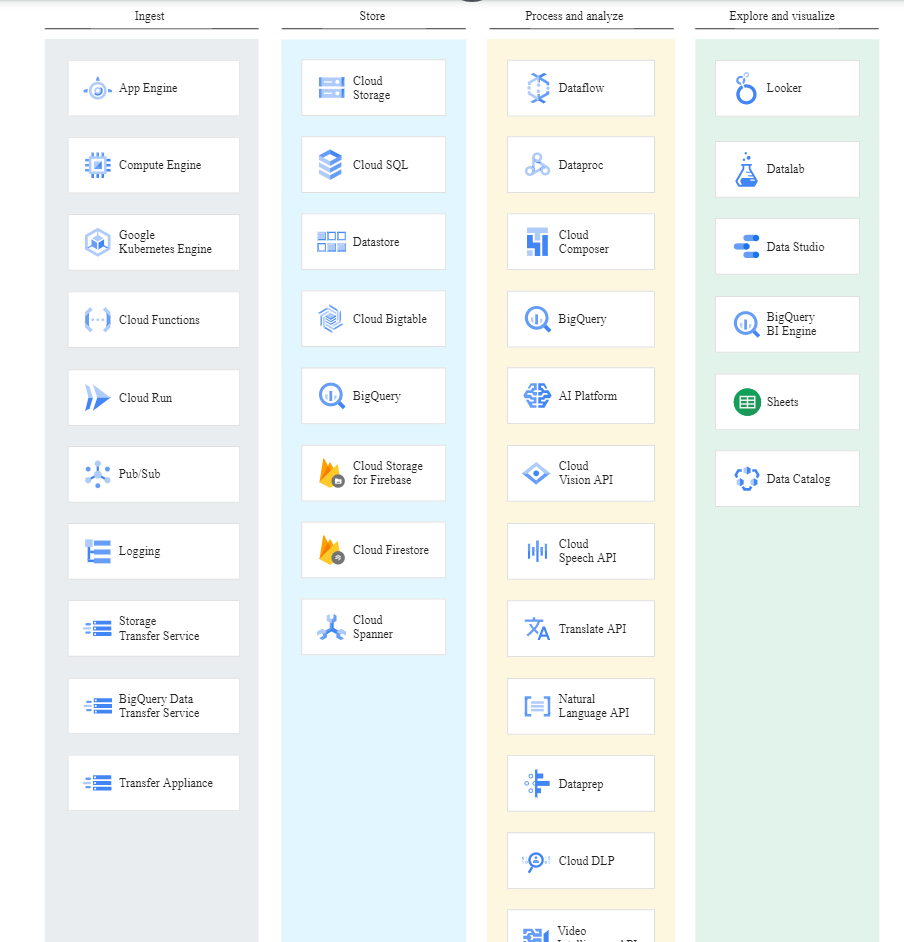 Ingest
Store
Process and analyze
Explore and visualize
App Engine
Compute Engine
Google
Kubernetes Engine
Cloud Functions
Cloud Run
Pub/Sub
Logging
Storage
Transfer Service
BigQuery Data
Transfer Service
Transfer Appliance
Cloud
Storage
Cloud SQL
Datastore
Cloud Bigtable
BigQuery
Cloud Storage
for Firebase
Cloud Firestore
Cloud
Spanner
Dataflow
Dataproc
Cloud
Composer
BigQuery
AI Platform
Cloud
Vision API
Cloud
Speech API
Translate API
Natural
Language API
Dataprep
Cloud DLP
Video
Intelligence API
Looker
Datalab
Data Studio
BigQuery
BI Engine
Sheets
Data Catalog